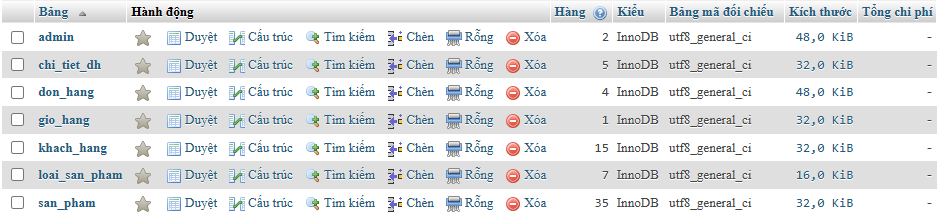 Bảng Hành động Hàng Kiểu Bảng mã đối chiếu Kích thước Tổng chi phí
admin Duyệt Cấu trúc Tìm kiếm Chèn Rỗng Xóa 2 InnoDB utf8_general_ci 48,0 KiB -
chi_tiet_dh Duyệt Cấu trúc Tìm kiếm Chèn Rỗng Xóa 5 InnoDB utf8_general_ci 32,0 KiB -
don_hang Duyệt Cấu trúc Tìm kiếm Chèn Rỗng Xóa 4 InnoDB utf8_general_ci 48,0 KiB -
gio_hang Duyệt Cấu trúc Tìm kiếm Chèn Rỗng Xóa 1 InnoDB utf8_general_ci 32,0 KiB -
khach_hang Duyệt Cấu trúc Tìm kiếm Chèn Rỗng Xóa 15 InnoDB utf8_general_ci 32,0 KiB -
loai_san_pham Duyệt Cấu trúc Tìm kiếm Chèn Rỗng Xóa 7 InnoDB utf8_general_ci 16,0 KiB -
san_pham Duyệt Cấu trúc Tìm kiếm Chèn Rỗng Xóa 35 InnoDB utf8_general_ci 32,0 KiB -